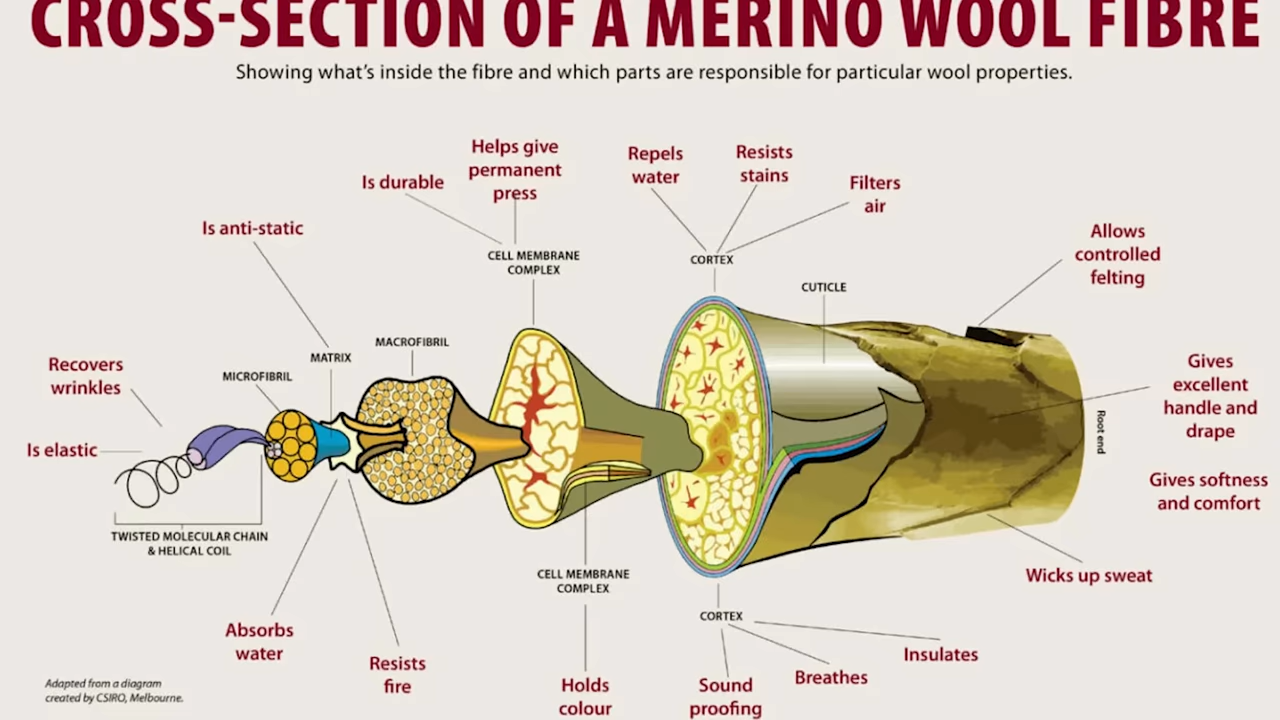 CROSS-SECTION OF A MERINO WOOL FIBRE
Showing what's inside the fibre and which parts are responsible for particular wool properties.
Helps give
permanent
press
Is durable
Repels
water
Resists
stains
Filters
air
Is anti-static
Allows
controlled
felting
CELL MEMBRANE
COMPLEX
CORTEX
CUTICLE
MACROFIBRIL
MATRIX
MICROFIBRIL
Recovers
wrinkles
Is elastic
Gives
excellent
handle and
drape
Root end
Gives softness
and comfort
TWISTED MOLECULAR CHAIN
& HELICAL COIL
CELL MEMBRANE
COMPLEX
Wicks up sweat
CORTEX
Absorbs
water
Resists
fire
Holds
colour
Sound
proofing
Breathes
Insulates
Adapted from a diagram
created by CSIRO, Melbourne.